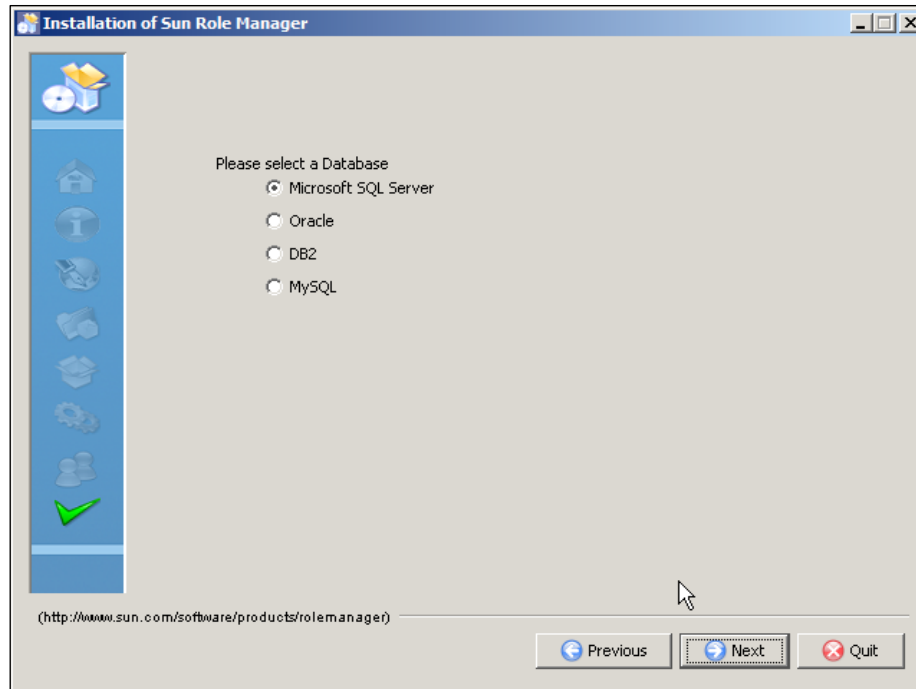 Installation of Sun Role Manager
Please select a Database
Microsoft SQL Server
Oracle
DB2
MySQL
(http://www.sun.com/software/products/rolemanager)
Previous
Next
Quit